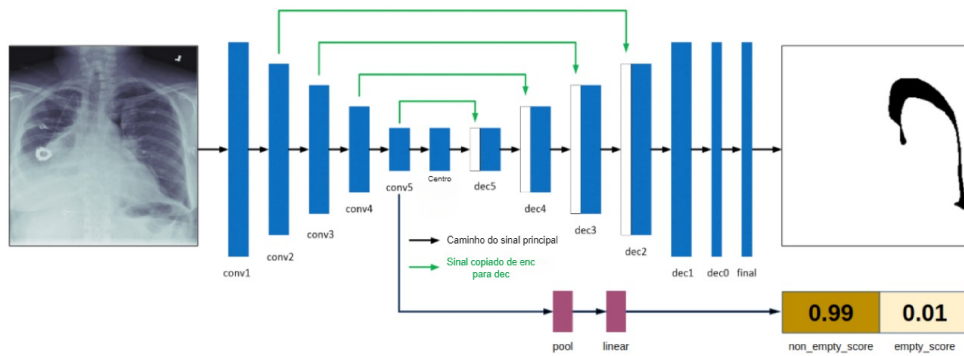 conv1
conv2
conv3
conv4
conv5
Centro
dec5
dec4
dec3
dec2
dec1
dec0
final
Caminho do sinal principal
Sinal copiado de enc
para dec
pool
linear
0.99
0.01
non_empty_score
empty_score